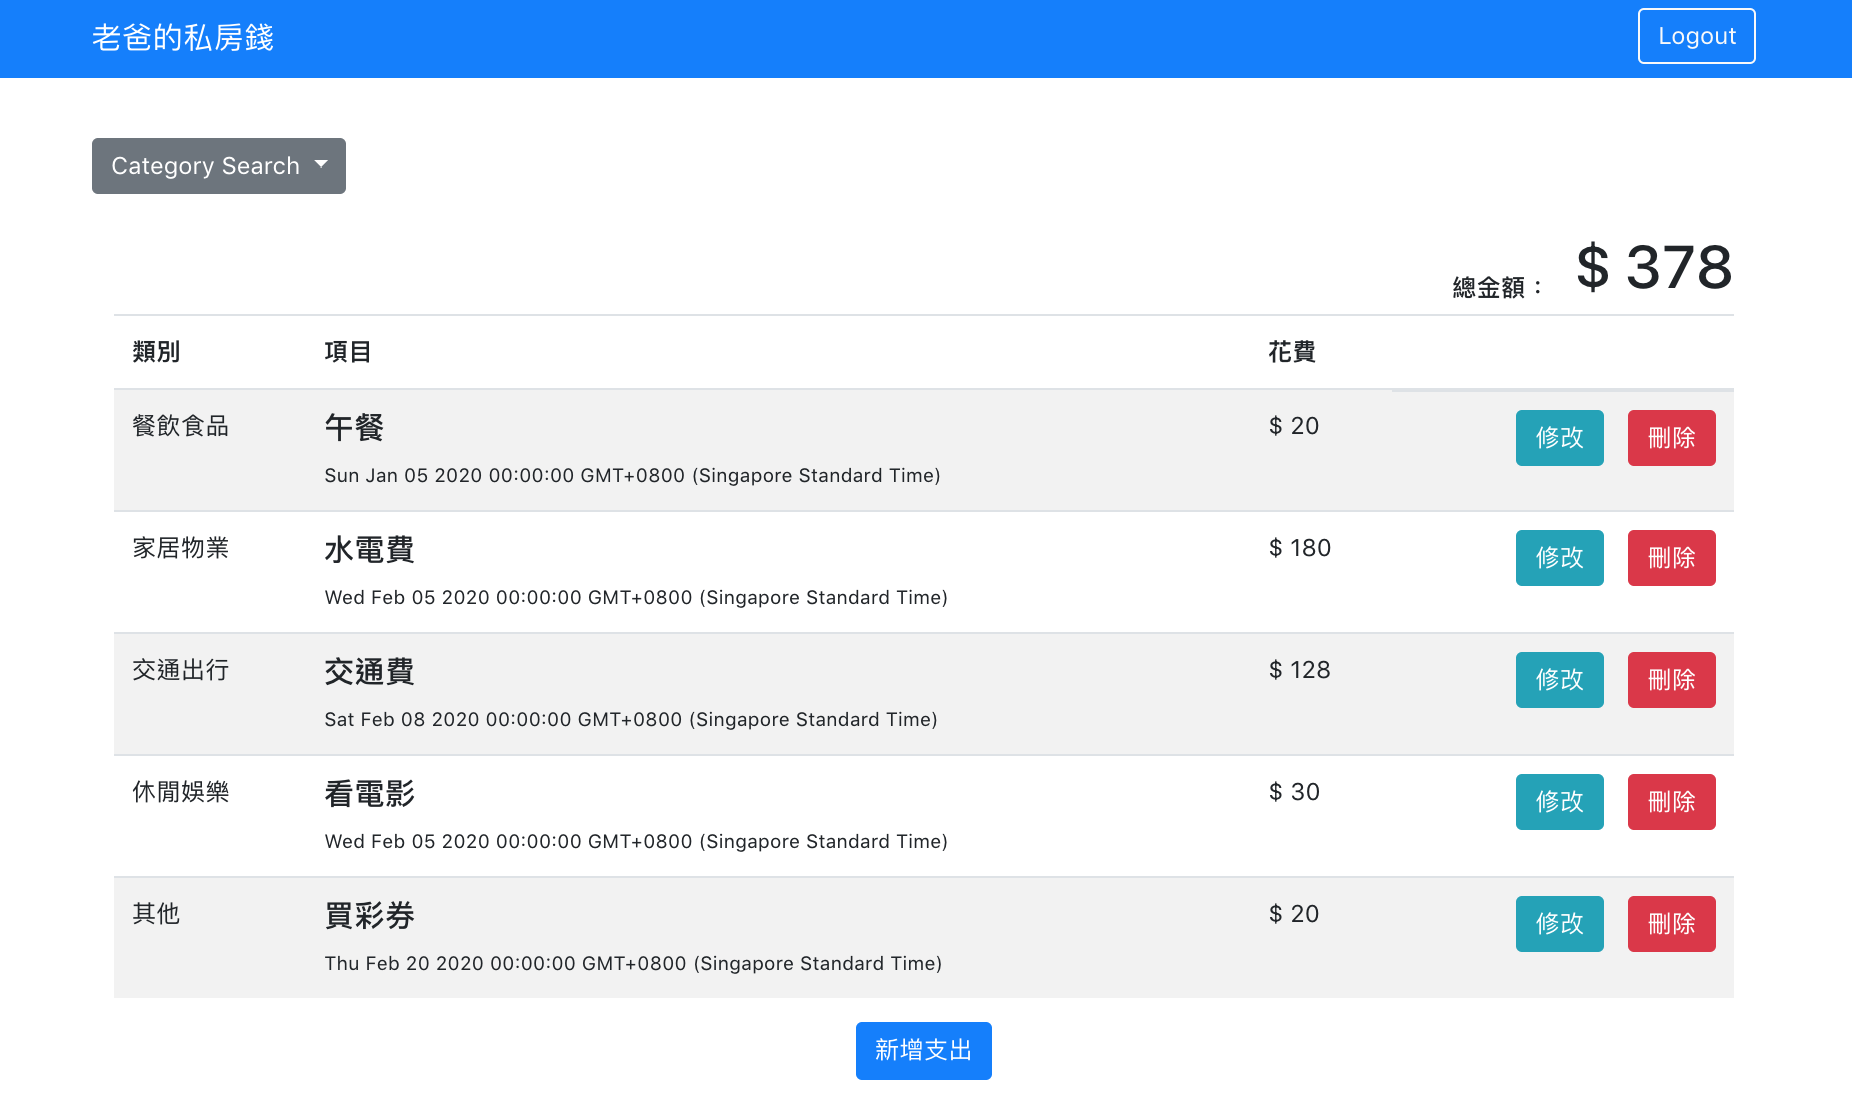 老爸的私房錢 Logout
Category Search
總金額： $ 378
類別 項目 花費
餐飲食品 午餐 $ 20 修改 刪除
Sun Jan 05 2020 00:00:00 GMT+0800 (Singapore Standard Time)
家居物業 水電費 $ 180 修改 刪除
Wed Feb 05 2020 00:00:00 GMT+0800 (Singapore Standard Time)
交通出行 交通費 $ 128 修改 刪除
Sat Feb 08 2020 00:00:00 GMT+0800 (Singapore Standard Time)
休閒娛樂 看電影 $ 30 修改 刪除
Wed Feb 05 2020 00:00:00 GMT+0800 (Singapore Standard Time)
其他 買彩券 $ 20 修改 刪除
Thu Feb 20 2020 00:00:00 GMT+0800 (Singapore Standard Time)
新增支出